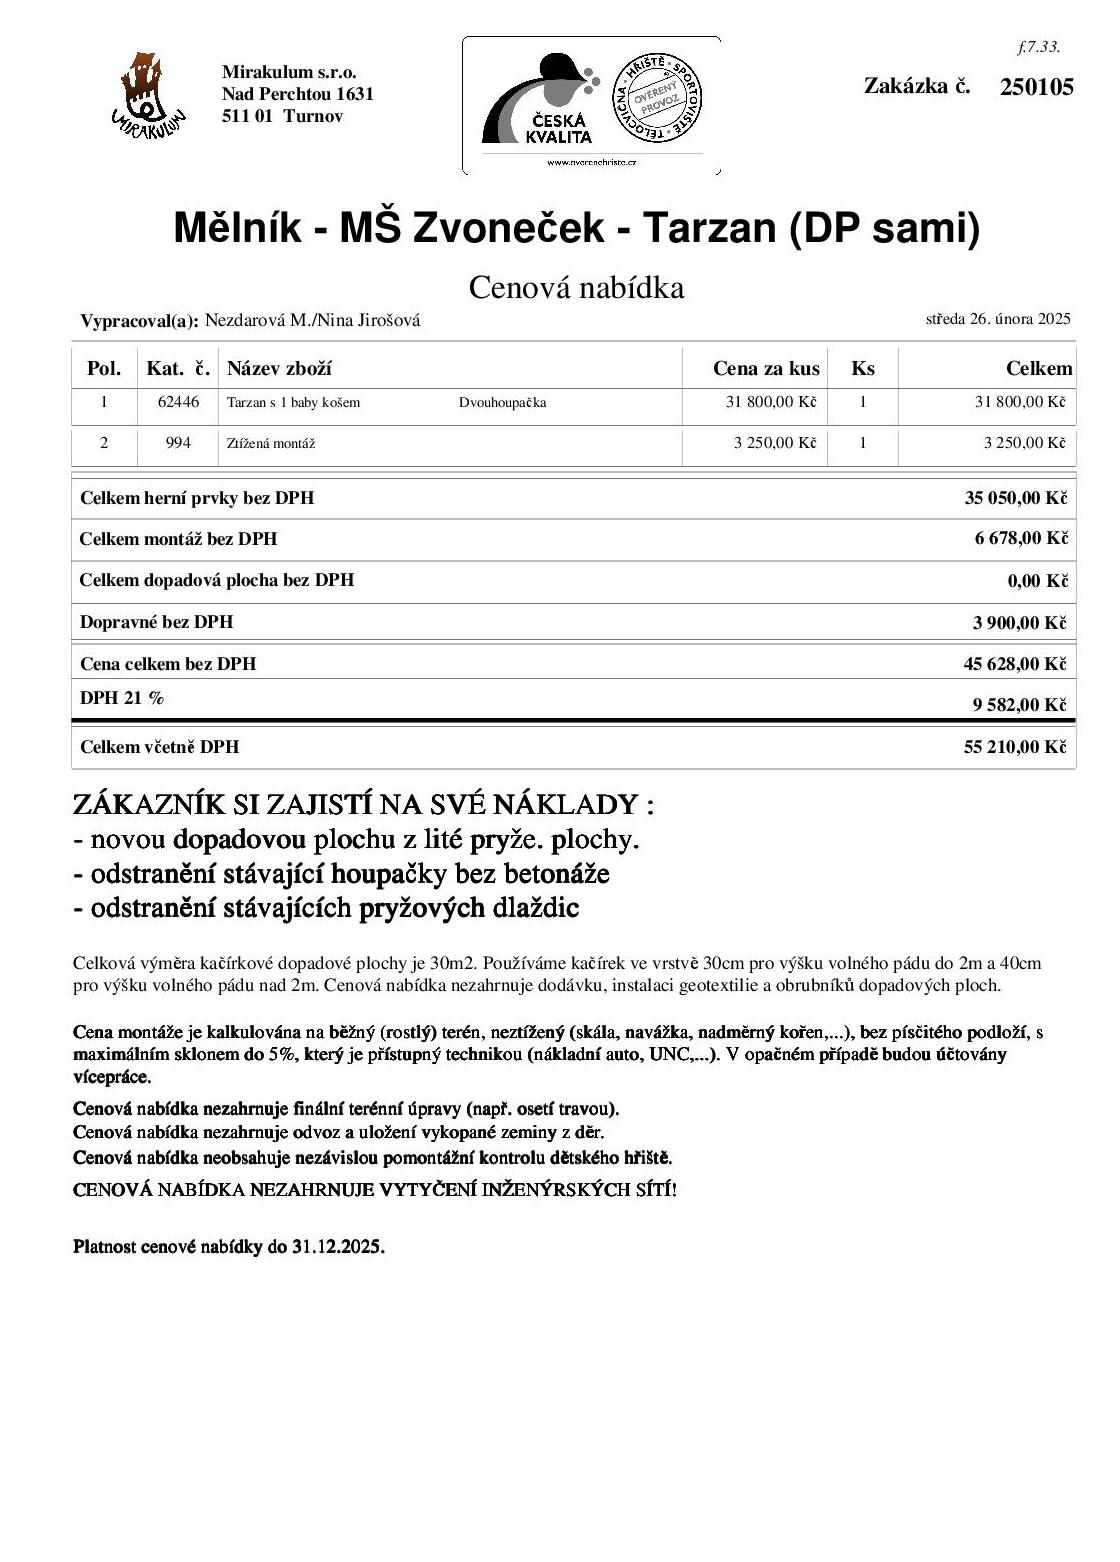 f.7.33.
MIRAKULUM
Mirakulum s.r.o.
Nad Perchtou 1631
511 01 Turnov
ČESKÁ
KVALITA
HŘIŠTĚ · SPORTOVIŠTĚ · TĚLOCVIČNA ·
OVĚŘENÝ
PROVOZ
www.overenehriste.cz
Zakázka č. 250105
Mělník - MŠ Zvoneček - Tarzan (DP sami)
Cenová nabídka
Vypracoval(a): Nezdarová M./Nina Jirošová středa 26. února 2025
Pol. Kat. č. Název zboží Cena za kus Ks Celkem
1 62446 Tarzan s 1 baby košem Dvouhoupačka 31 800,00 Kč 1 31 800,00 Kč
2 994 Ztížená montáž 3 250,00 Kč 1 3 250,00 Kč
Celkem herní prvky bez DPH 35 050,00 Kč
Celkem montáž bez DPH 6 678,00 Kč
Celkem dopadová plocha bez DPH 0,00 Kč
Dopravné bez DPH 3 900,00 Kč
Cena celkem bez DPH 45 628,00 Kč
DPH 21 % 9 582,00 Kč
Celkem včetně DPH 55 210,00 Kč
ZÁKAZNÍK SI ZAJISTÍ NA SVÉ NÁKLADY :
- novou dopadovou plochu z lité pryže. plochy.
- odstranění stávající houpačky bez betonáže
- odstranění stávajících pryžových dlaždic
Celková výměra kačírkové dopadové plochy je 30m2. Používáme kačírek ve vrstvě 30cm pro výšku volného pádu do 2m a 40cm
pro výšku volného pádu nad 2m. Cenová nabídka nezahrnuje dodávku, instalaci geotextilie a obrubníků dopadových ploch.
Cena montáže je kalkulována na běžný (rostlý) terén, neztížený (skála, navážka, nadměrný kořen,...), bez písčitého podloží, s
maximálním sklonem do 5%, který je přístupný technikou (nákladní auto, UNC,...). V opačném případě budou účtovány
vícepráce.
Cenová nabídka nezahrnuje finální terénní úpravy (např. osetí travou).
Cenová nabídka nezahrnuje odvoz a uložení vykopané zeminy z děr.
Cenová nabídka neobsahuje nezávislou pomontážní kontrolu dětského hřiště.
CENOVÁ NABÍDKA NEZAHRNUJE VYTYČENÍ INŽENÝRSKÝCH SÍTÍ!
Platnost cenové nabídky do 31.12.2025.